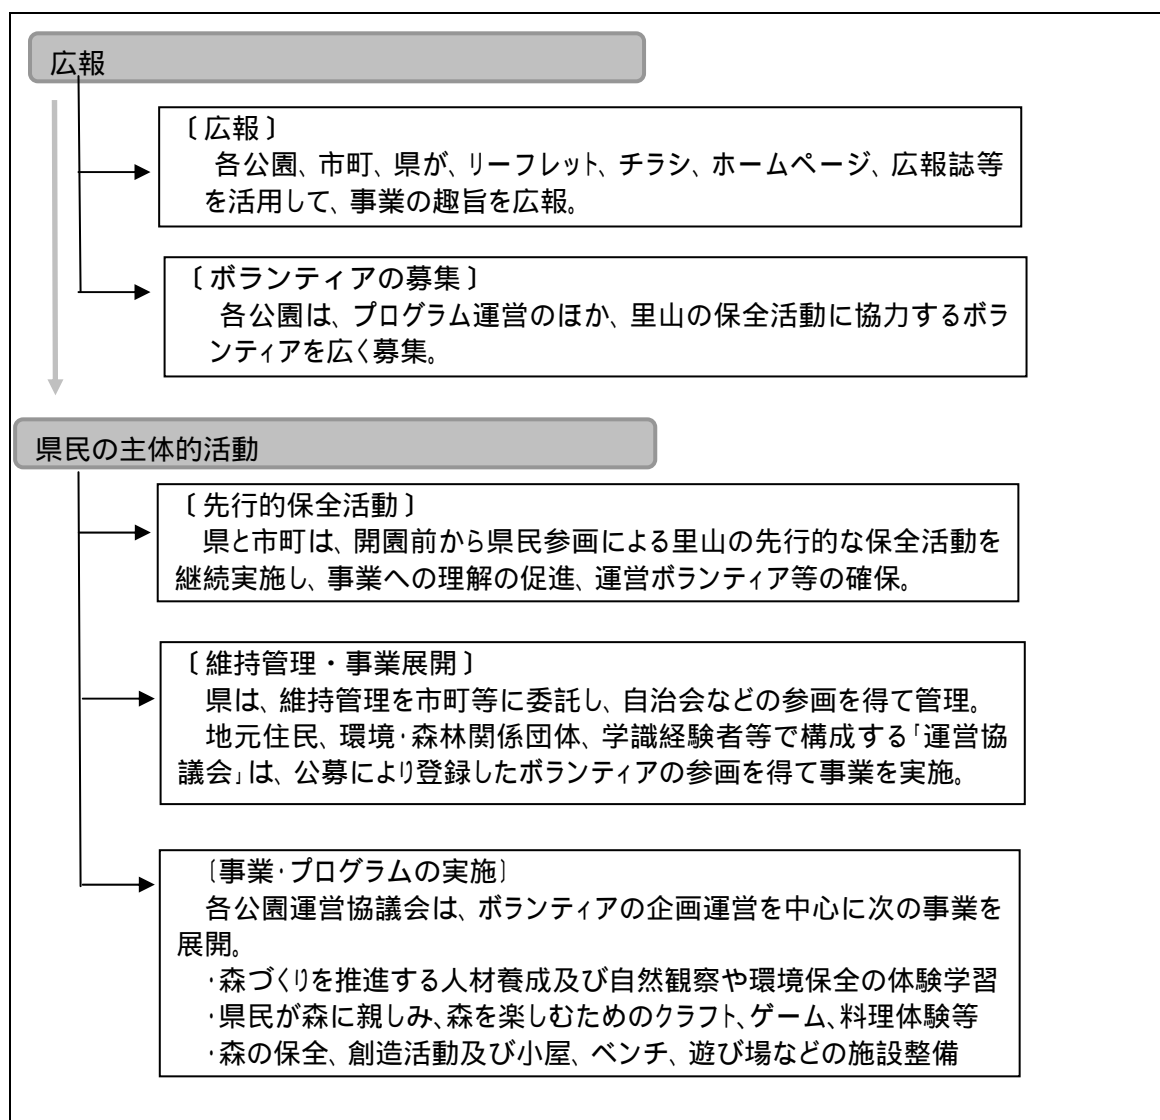 広報
〔広報〕
各公園、市町、県が、リーフレット、チラシ、ホームページ、広報誌等
を活用して、事業の趣旨を広報。
〔ボランティアの募集〕
各公園は、プログラム運営のほか、里山の保全活動に協力するボラ
ンティアを広く募集。
県民の主体的活動
〔先行的保全活動〕
県と市町は、開園前から県民参画による里山の先行的な保全活動を
継続実施し、事業への理解の促進、運営ボランティア等の確保。
〔維持管理・事業展開〕
県は、維持管理を市町等に委託し、自治会などの参画を得て管理。
地元住民、環境・森林関係団体、学識経験者等で構成する「運営協
議会」は、公募により登録したボランティアの参画を得て事業を実施。
〔事業・プログラムの実施〕
各公園運営協議会は、ボランティアの企画運営を中心に次の事業を
展開。
・森づくりを推進する人材養成及び自然観察や環境保全の体験学習
・県民が森に親しみ、森を楽しむためのクラフト、ゲーム、料理体験等
・森の保全、創造活動及び小屋、ベンチ、遊び場などの施設整備